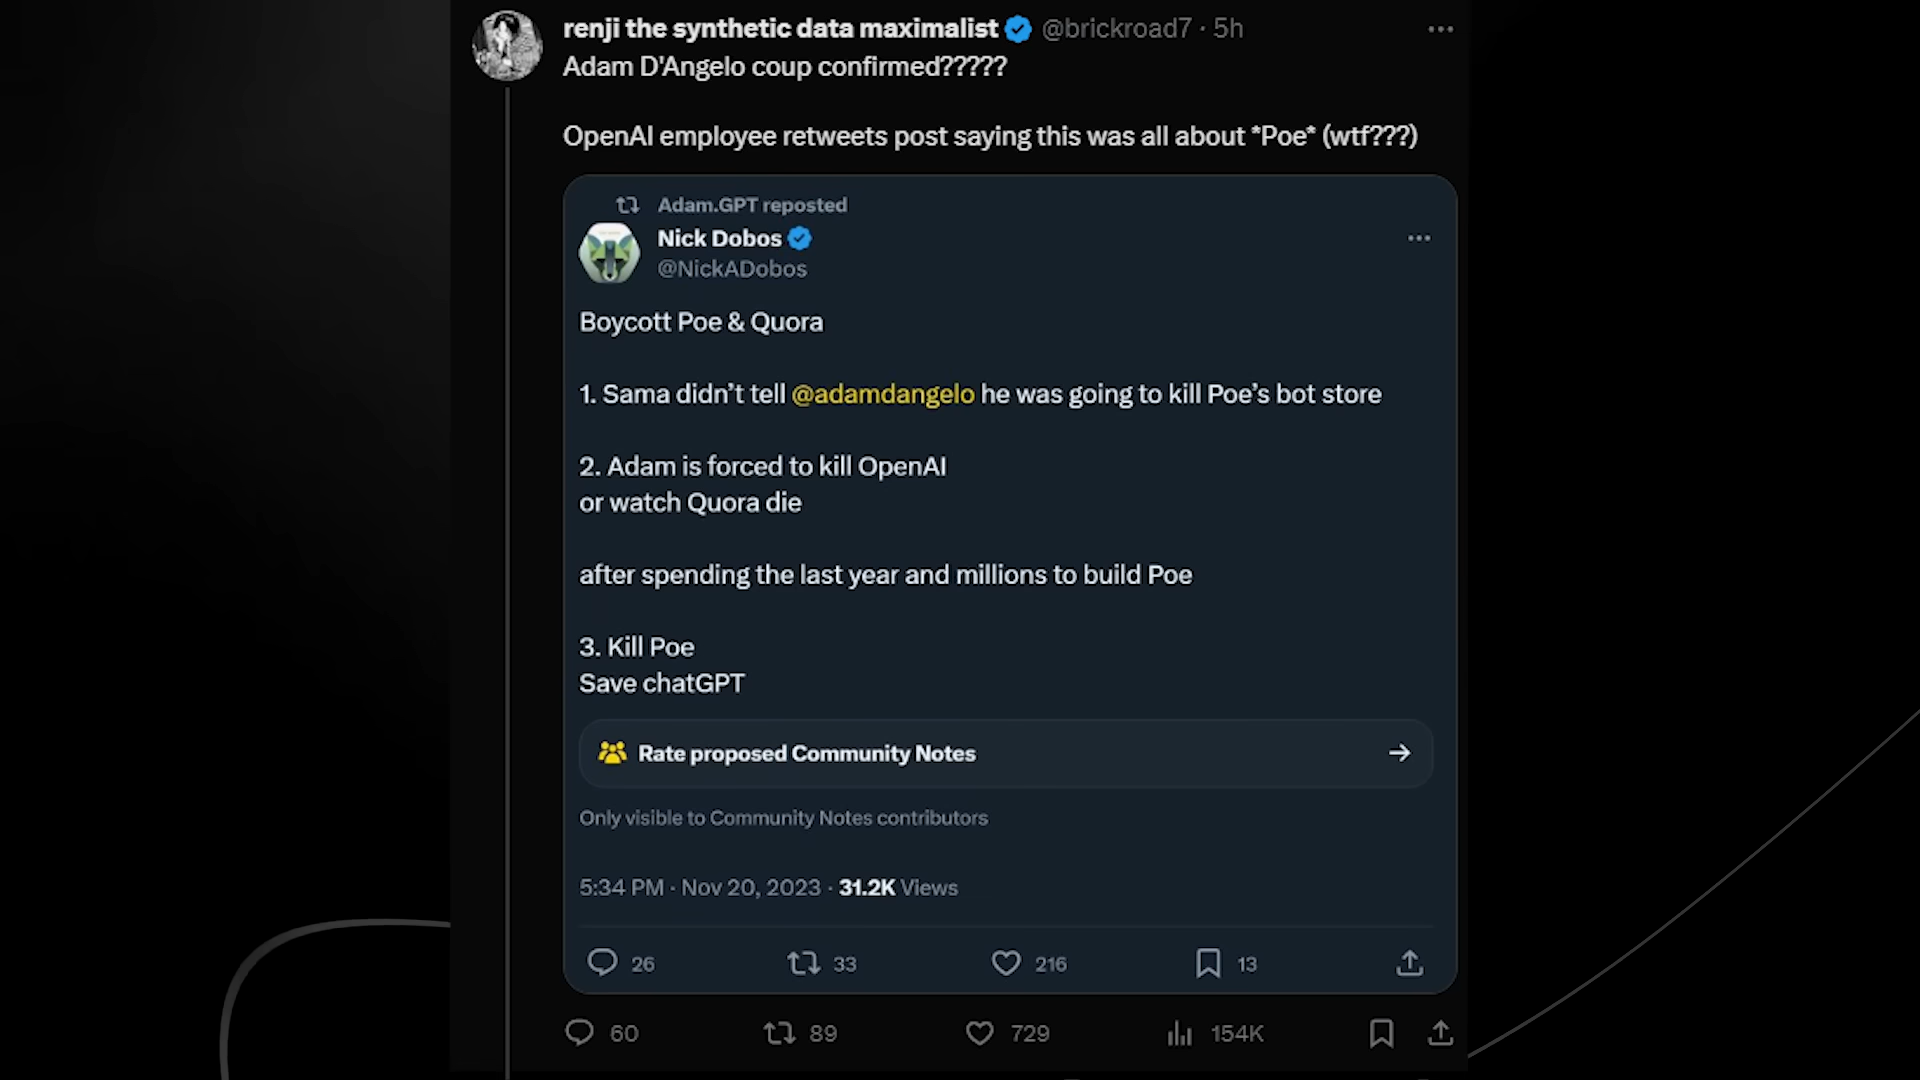 renji the synthetic data maximalist @brickroad7 · 5h
Adam D'Angelo coup confirmed?????
OpenAI employee retweets post saying this was all about *Poe* (wtf???)
Adam.GPT reposted
Nick Dobos
@NickADobos
Boycott Poe & Quora
1. Sama didn’t tell @adamdangelo he was going to kill Poe’s bot store
2. Adam is forced to kill OpenAI
or watch Quora die
after spending the last year and millions to build Poe
3. Kill Poe
Save chatGPT
Rate proposed Community Notes
Only visible to Community Notes contributors
5:34 PM · Nov 20, 2023 · 31.2K Views
26 33 216 13
60 89 729 154K